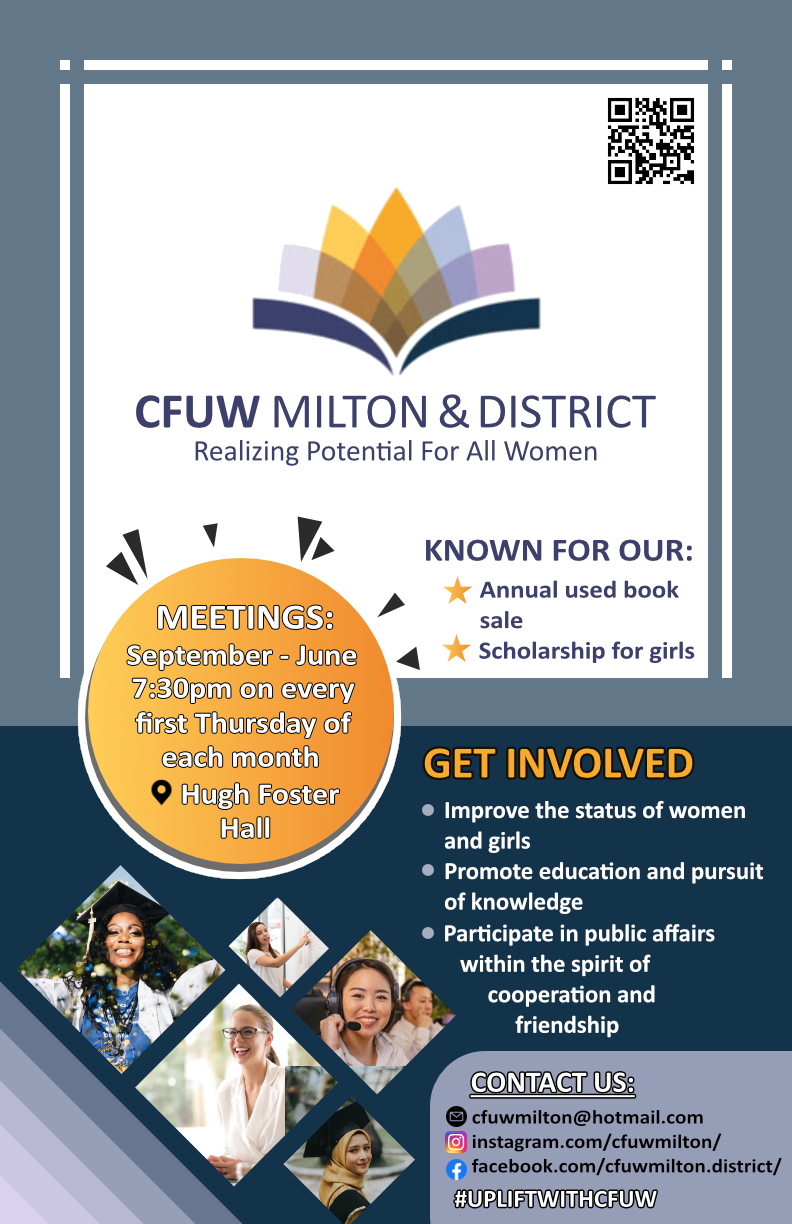 CFUW MILTON & DISTRICT
Realizing Potential For All Women
KNOWN FOR OUR:
Annual used book
sale
Scholarship for girls
MEETINGS:
September - June
7:30pm on every
first Thursday of
each month
Hugh Foster
Hall
GET INVOLVED
Improve the status of women
and girls
Promote education and pursuit
of knowledge
Participate in public affairs
within the spirit of
cooperation and
friendship
CONTACT US:
cfuwmilton@hotmail.com
instagram.com/cfuwmilton/
facebook.com/cfuwmilton.district/
#UPLIFTWITHCFUW